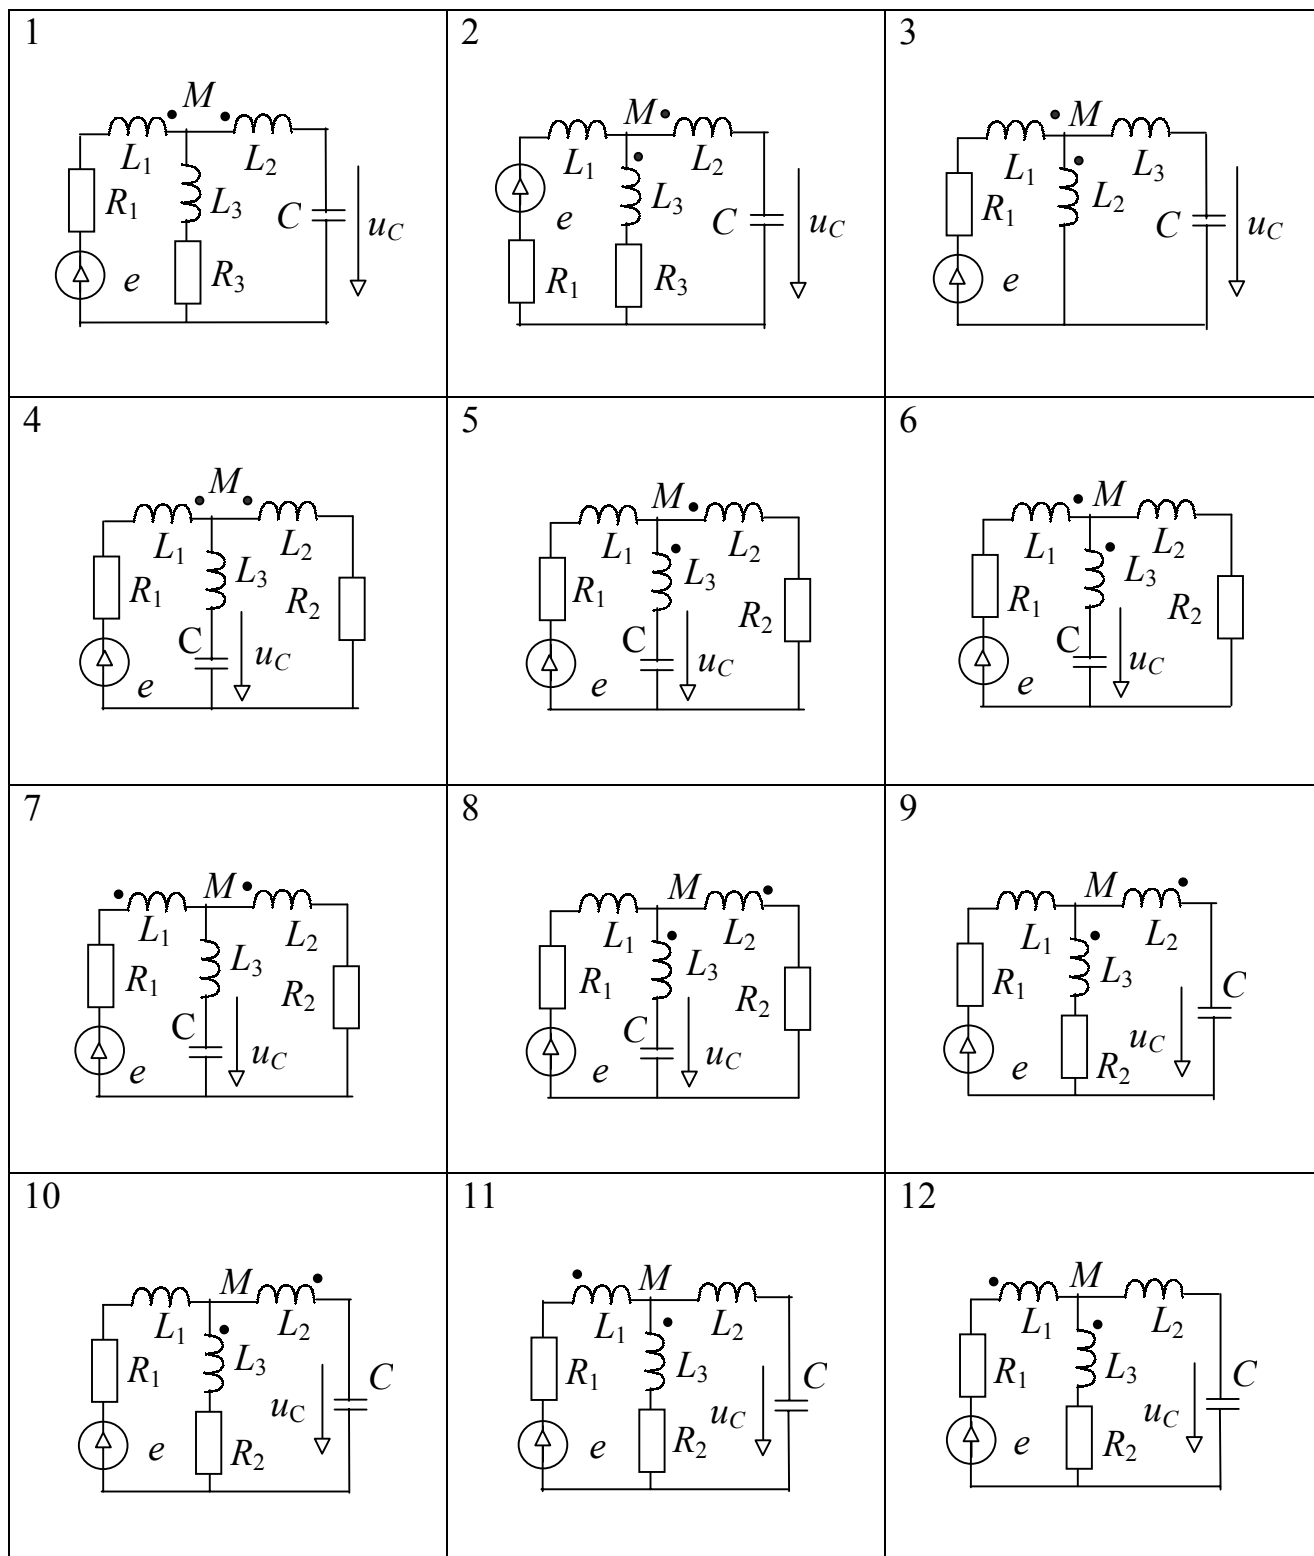 1
M
L1 L2
R1 L3 C uC
e R3
2
M
L1 L2
e L3 C uC
R1 R3
3
M
L1 L3
R1 L2 C uC
e
4
M
L1 L2
R1 L3 R2
C uC
e
5
M
L1 L2
R1 L3 R2
C uC
e
6
M
L1 L2
R1 L3 R2
C uC
e
7
M
L1 L2
R1 L3 R2
C uC
e
8
M
L1 L2
R1 L3 R2
C uC
e
9
M
L1 L2
R1 L3 C
uC
e R2
10
M
L1 L2
R1 L3 C
uC
e R2
11
M
L1 L2
R1 L3 C
uC
e R2
12
M
L1 L2
R1 L3 C
uC
e R2